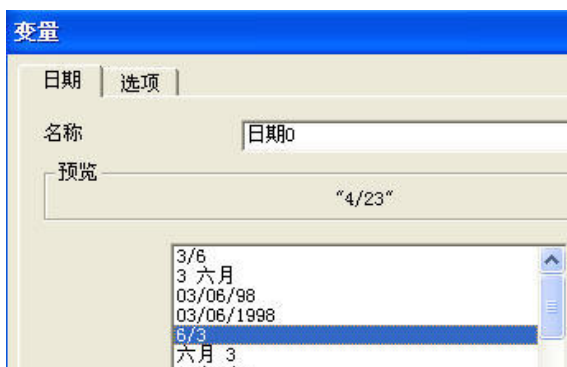 变量
日期 选项
名称 日期0
预览
"4/23"
3/6
3 六月
03/06/98
03/06/1998
6/3
六月 3